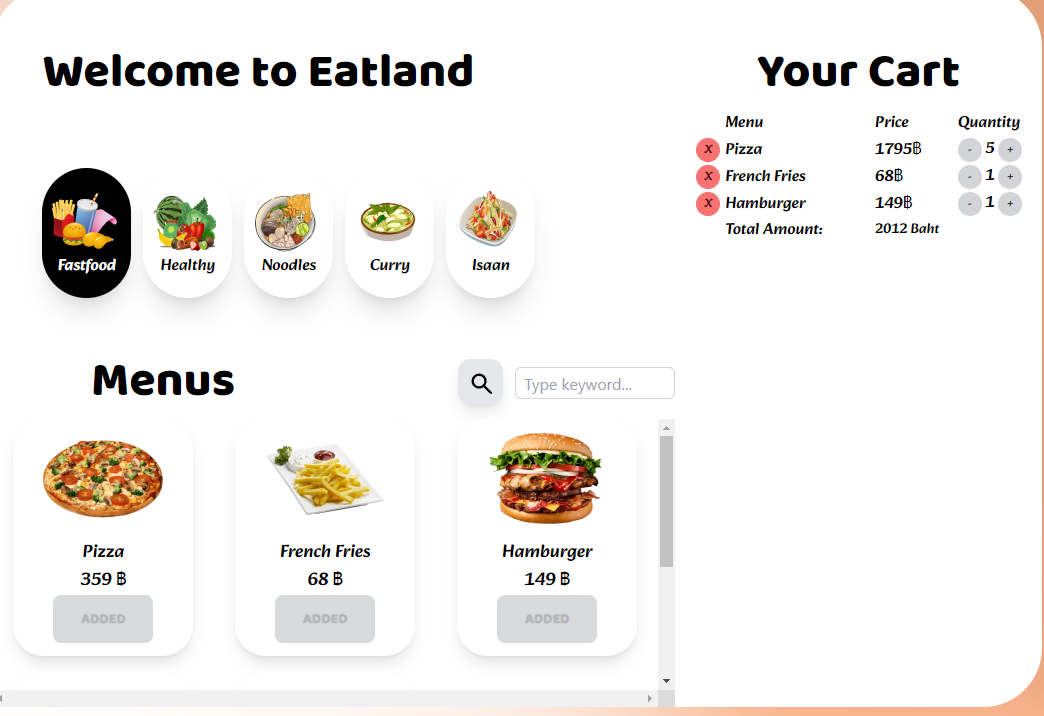 Welcome to Eatland
Fastfood
Healthy
Noodles
Curry
Isaan
Menus
Type keyword...
Pizza
359 ฿
ADDED
French Fries
68 ฿
ADDED
Hamburger
149 ฿
ADDED
Your Cart
Menu Price Quantity
X Pizza 1795฿ - 5 +
X French Fries 68฿ - 1 +
X Hamburger 149฿ - 1 +
Total Amount: 2012 Baht